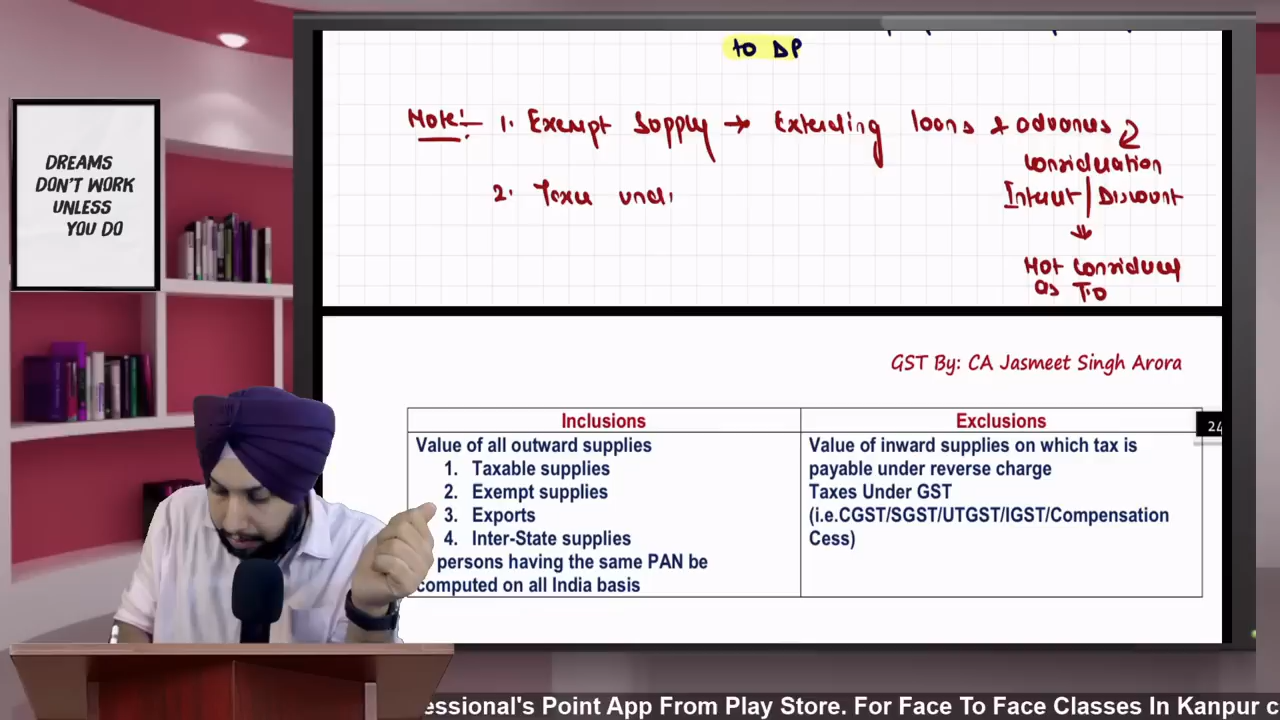 to DP
Note:- 1. Exempt Supply → Extending loans & advances
consideration
Interest | Discount
Not considered
as T.O
2. Taxes und
DREAMS
DON'T WORK
UNLESS
YOU DO
GST By: CA Jasmeet Singh Arora
24
Inclusions
Value of all outward supplies
1. Taxable supplies
2. Exempt supplies
3. Exports
4. Inter-State supplies
persons having the same PAN be
computed on all India basis
Exclusions
Value of inward supplies on which tax is
payable under reverse charge
Taxes Under GST
(i.e.CGST/SGST/UTGST/IGST/Compensation
Cess)
essional's Point App From Play Store. For Face To Face Classes In Kanpur c